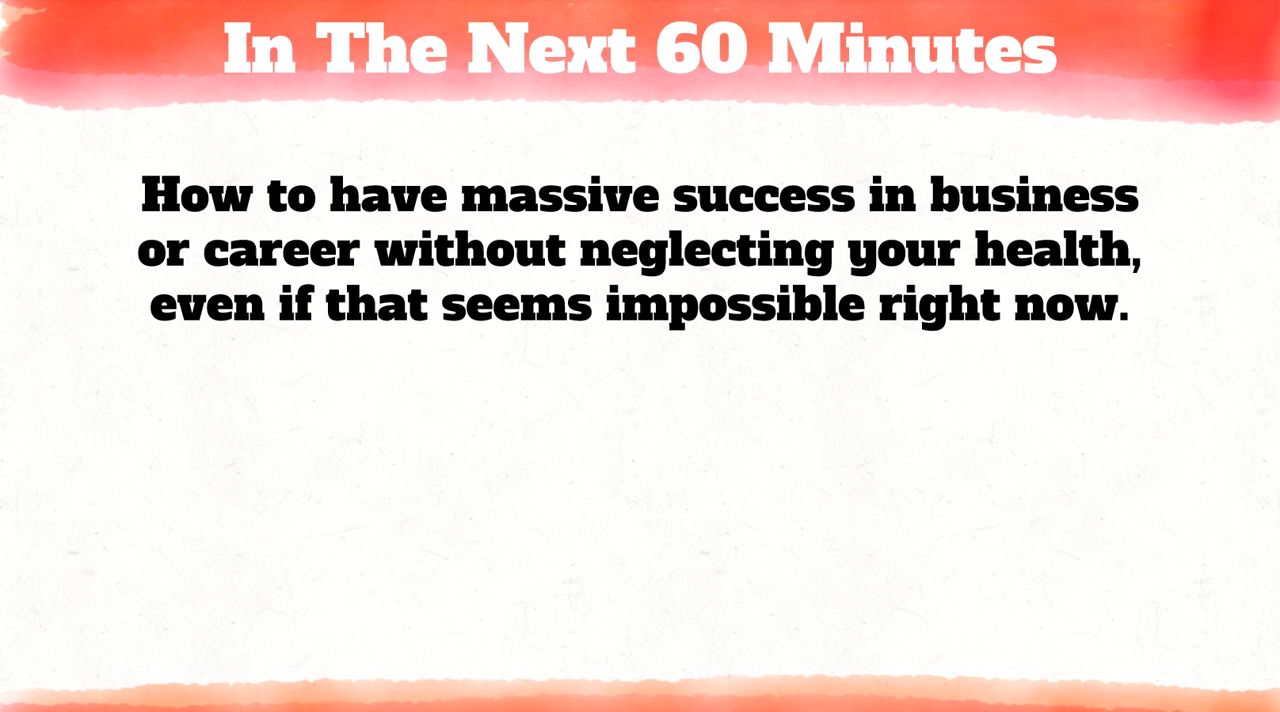 In The Next 60 Minutes
How to have massive success in business
or career without neglecting your health,
even if that seems impossible right now.